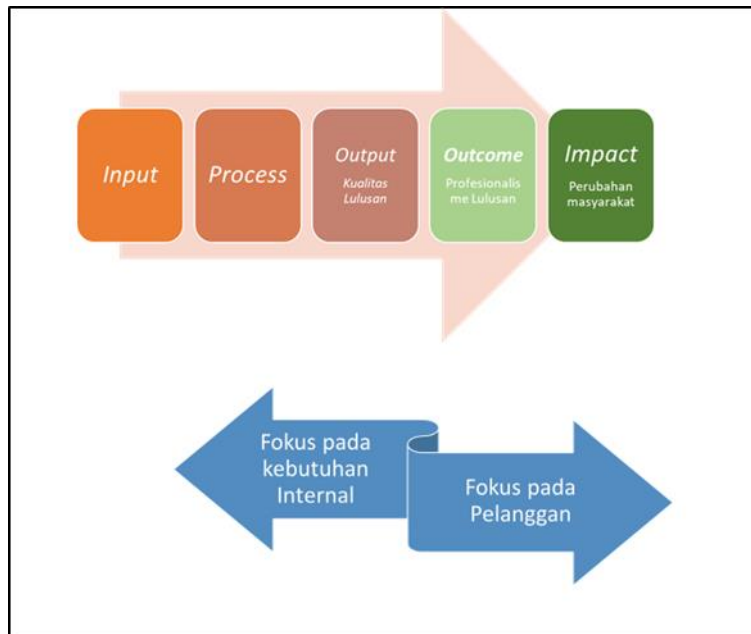 Input
Process
Output
Kualitas
Lulusan
Outcome
Profesionalis
me Lulusan
Impact
Perubahan
masyarakat
Fokus pada
kebutuhan
Internal
Fokus pada
Pelanggan